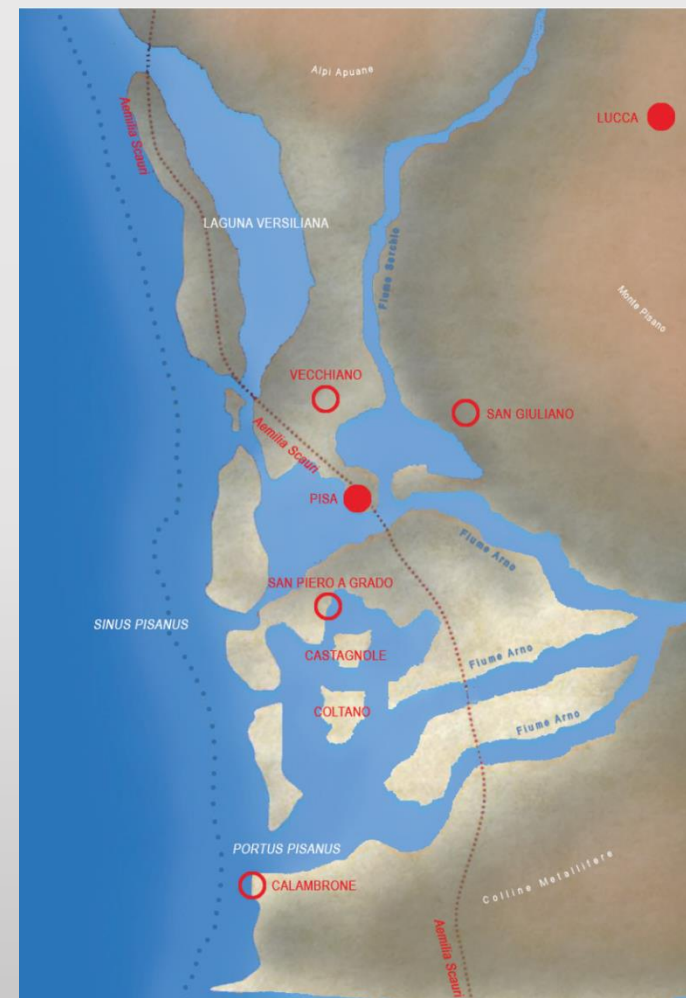 Alpi Apuane
LUCCA
Aemilia Scauri
LAGUNA VERSILIANA
Fiume Serchio
Monte Pisano
VECCHIANO
SAN GIULIANO
Aemilia Scauri
PISA
Fiume Arno
SAN PIERO A GRADO
SINUS PISANUS
CASTAGNOLE
Fiume Arno
COLTANO
Fiume Arno
PORTUS PISANUS
CALAMBRONE
Colline Metallifere
Aemilia Scauri